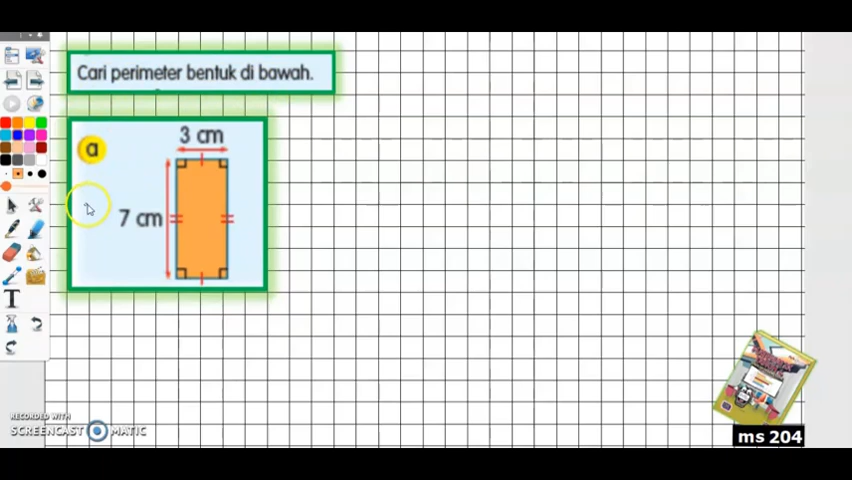 Cari perimeter bentuk di bawah.
a
3 cm
7 cm
T
RECORDED WITH
SCREENCAST MATIC
ms 204